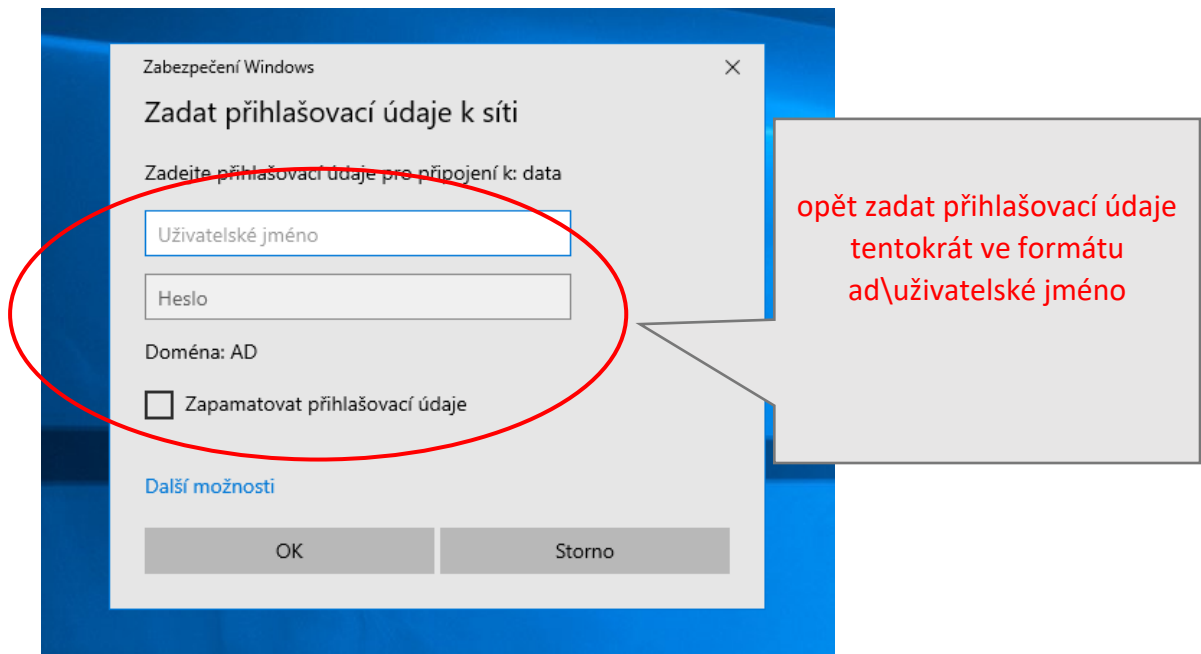 Zabezpečení Windows
Zadat přihlašovací údaje k síti
Zadejte přihlašovací údaje pro připojení k: data
Uživatelské jméno
Heslo
Doména: AD
Zapamatovat přihlašovací údaje
Další možnosti
OK
Storno
opět zadat přihlašovací údaje
tentokrát ve formátu
ad\uživatelské jméno